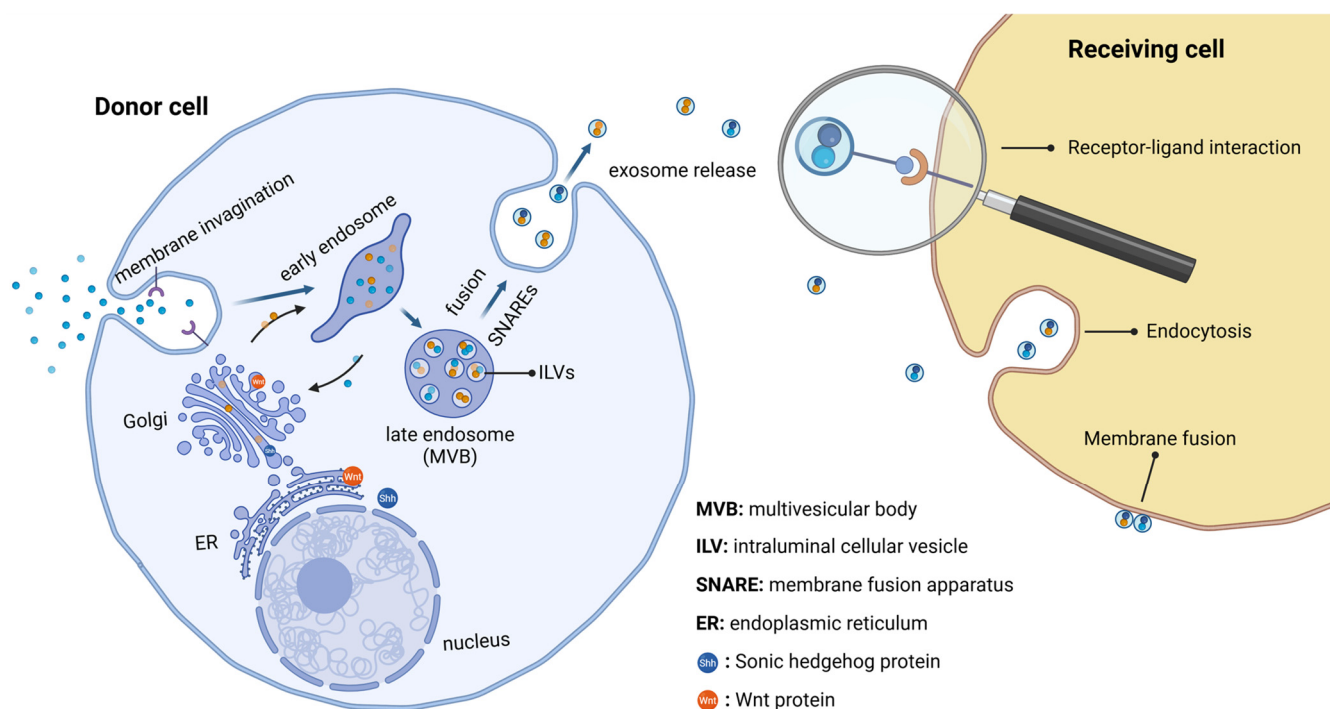 Donor cell
Receiving cell
membrane invagination
early endosome
fusion
SNAREs
exosome release
Receptor-ligand interaction
Endocytosis
Membrane fusion
ILVs
late endosome
(MVB)
Golgi
Wnt
Shh
ER
Wnt
Shh
nucleus
MVB: multivesicular body
ILV: intraluminal cellular vesicle
SNARE: membrane fusion apparatus
ER: endoplasmic reticulum
Shh : Sonic hedgehog protein
Wnt : Wnt protein